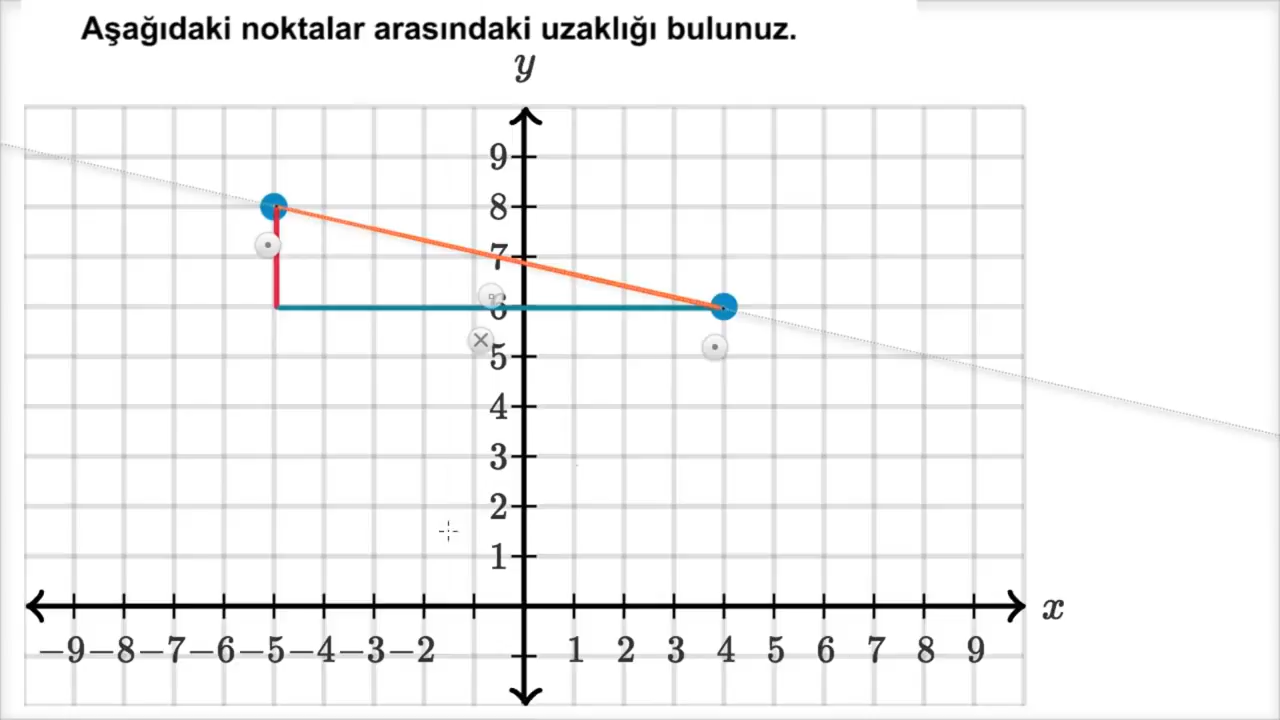 Aşağıdaki noktalar arasındaki uzaklığı bulunuz.
y
9
8
7
6
5
4
3
2
1
x
−9−8−7−6−5−4−3−2 1 2 3 4 5 6 7 8 9